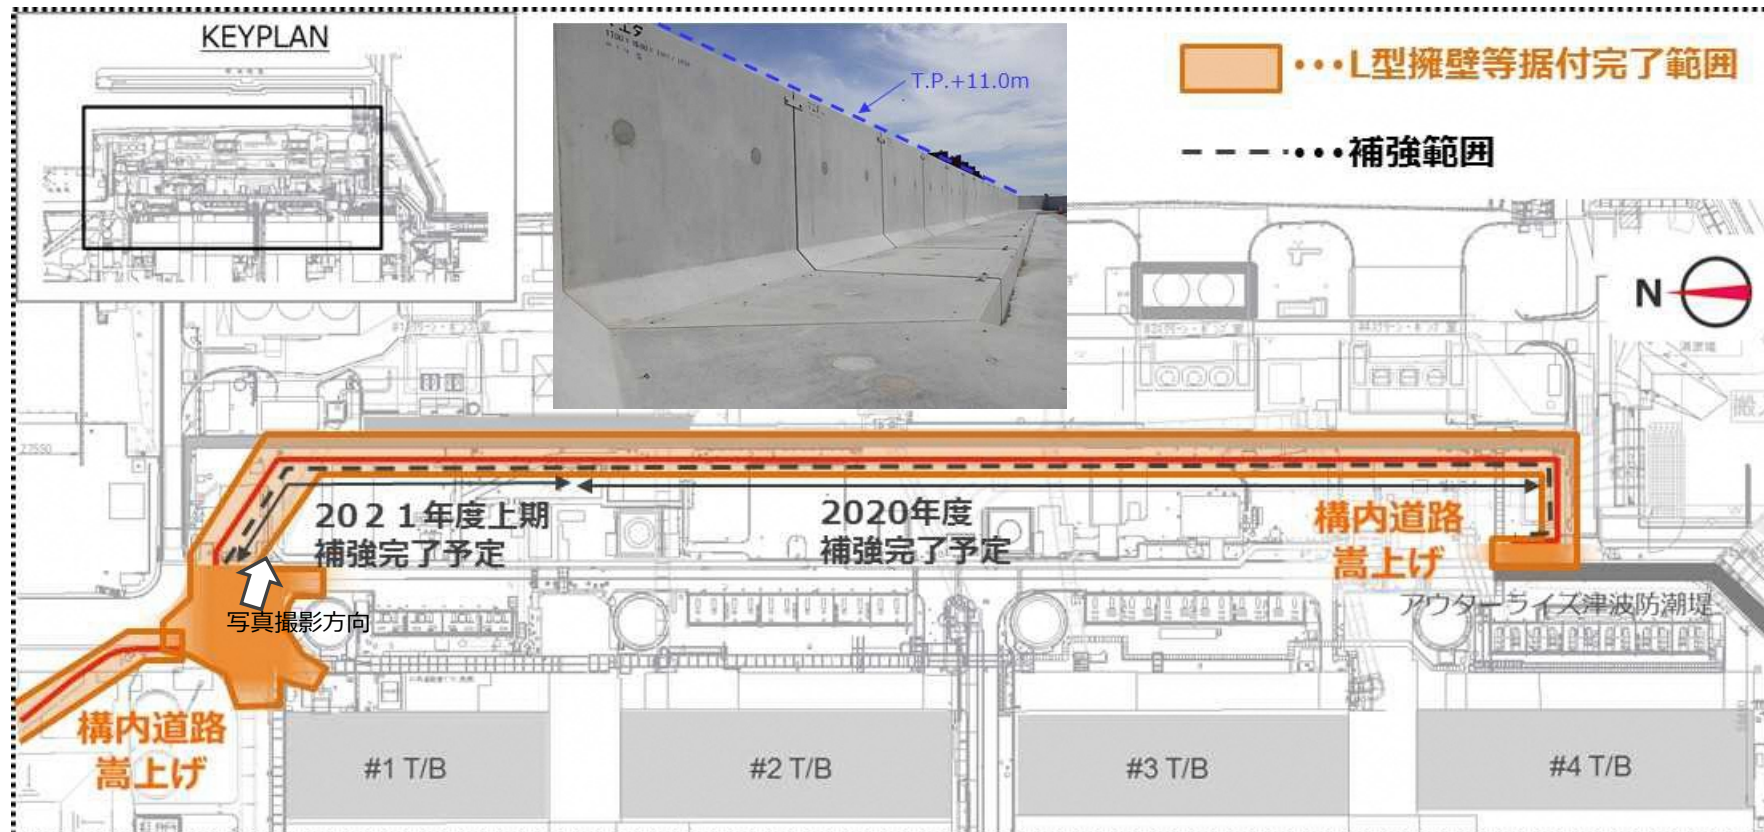 KEYPLAN
T.P.+11.0m
･･･L型擁壁等据付完了範囲
･･･補強範囲
N
27550
2021年度上期
補強完了予定
2020年度
補強完了予定
構内道路
嵩上げ
写真撮影方向
アウターライズ津波防潮堤
構内道路
嵩上げ
#1 T/B
#2 T/B
#3 T/B
#4 T/B